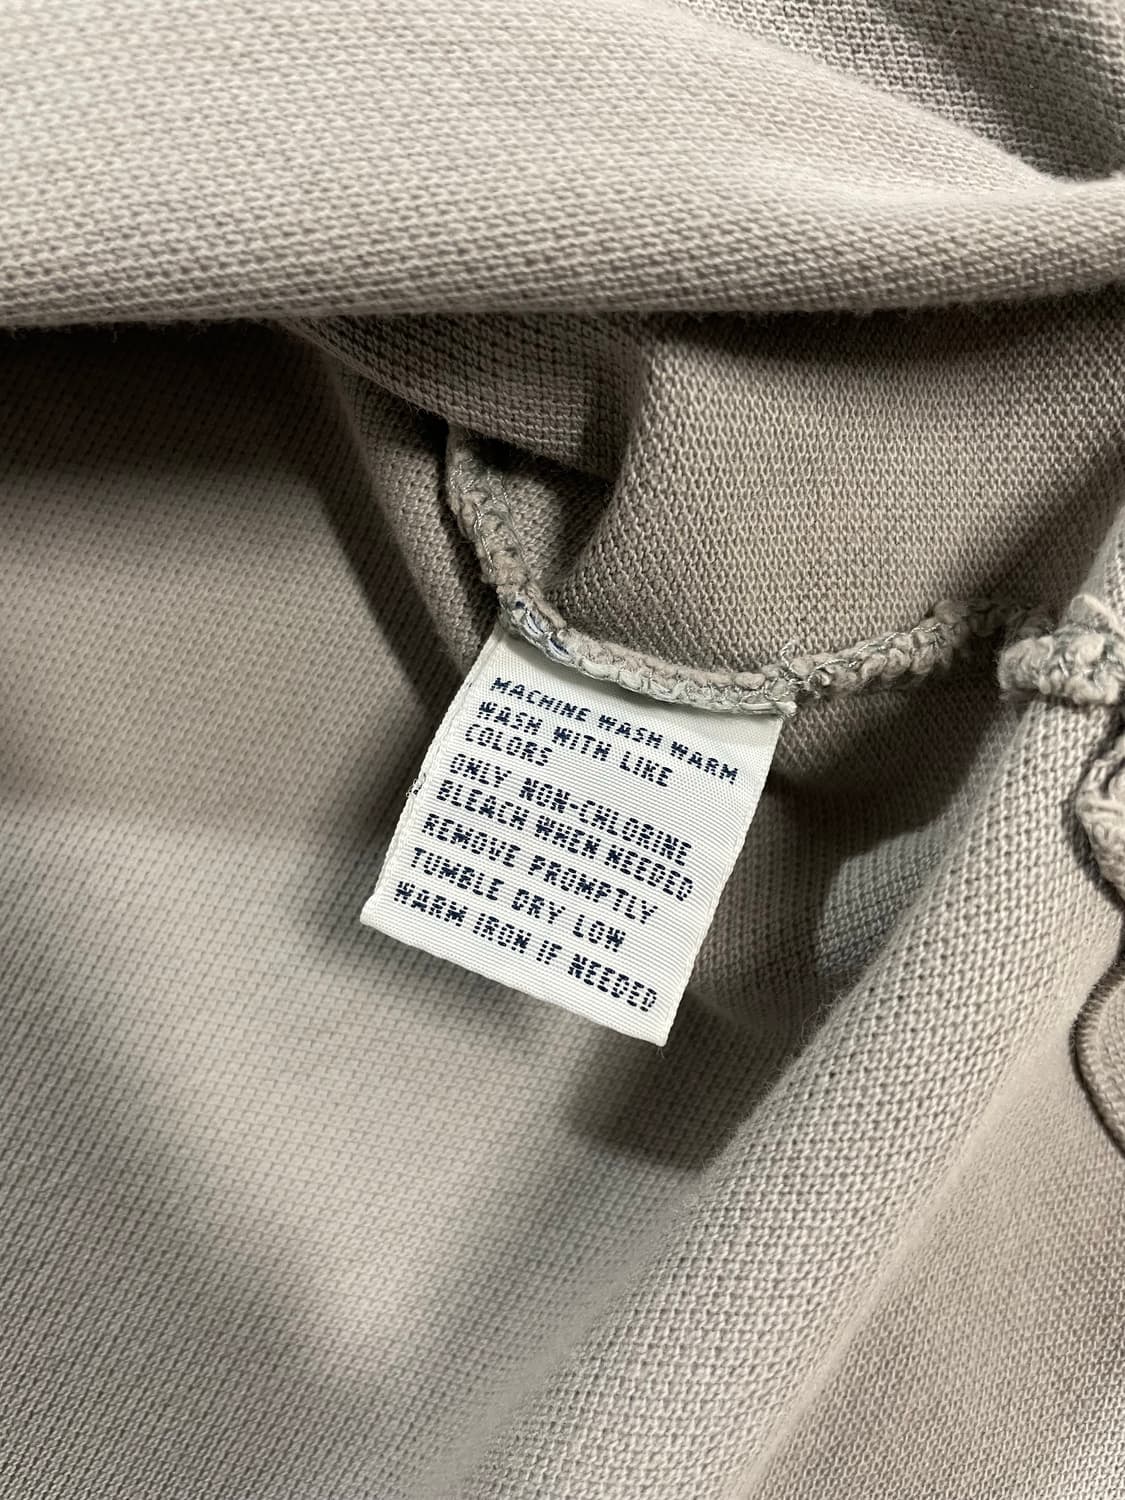 MACHINE WASH WARM
WASH WITH LIKE
COLORS
ONLY NON-CHLORINE
BLEACH WHEN NEEDED
REMOVE PROMPTLY
TUMBLE DRY LOW
WARM IRON IF NEEDED